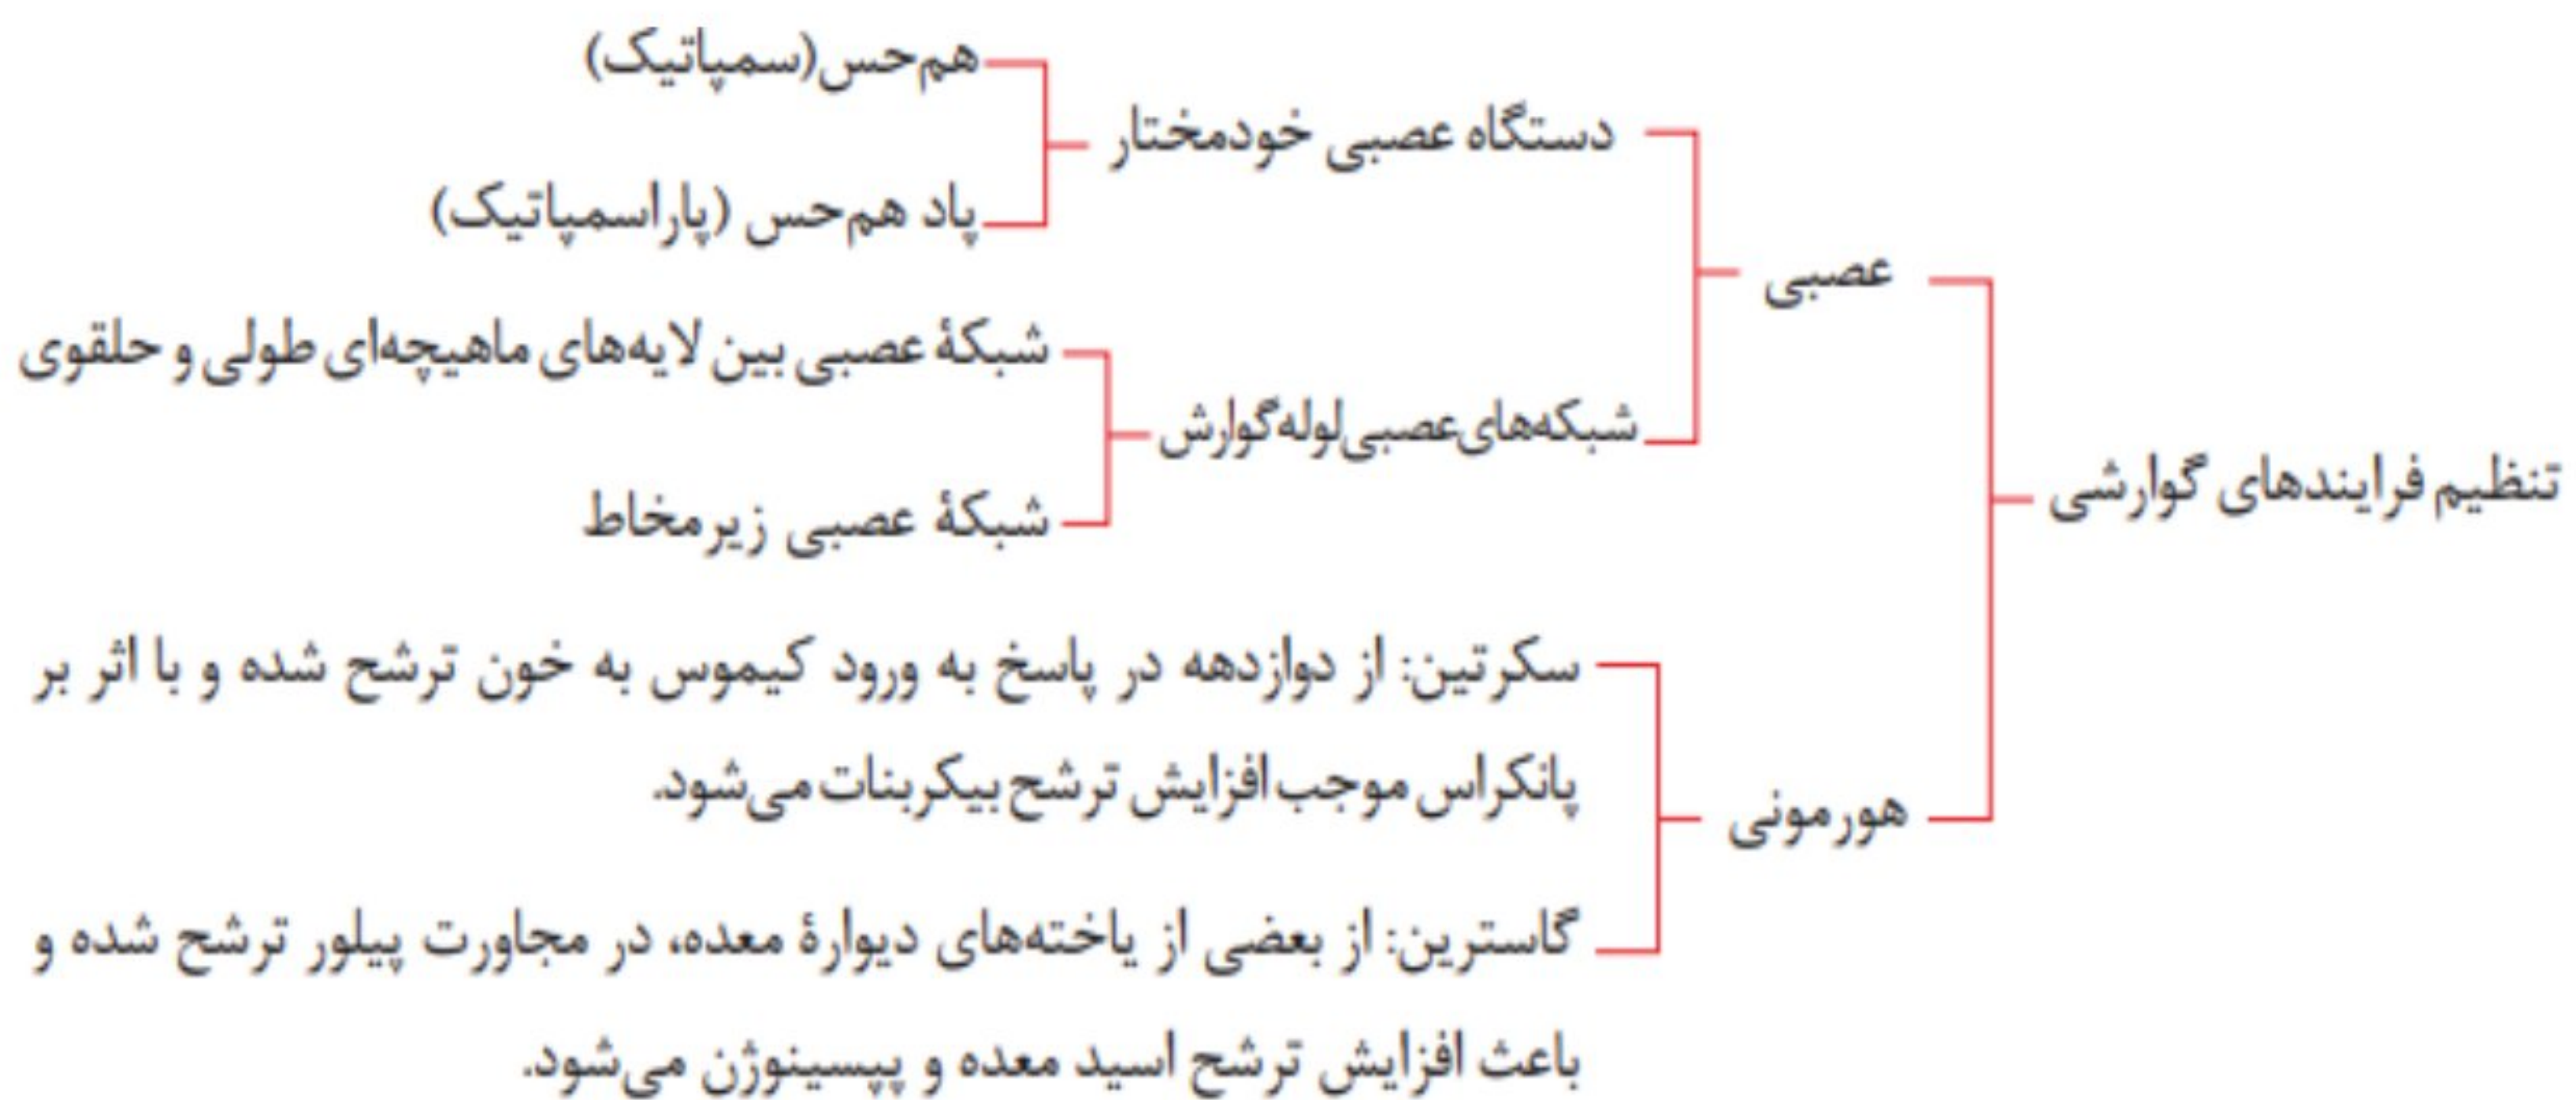 تنظیم فرایندهای گوارشی
عصبی
دستگاه عصبی خودمختار
هم‌حس(سمپاتیک)
پاد هم‌حس (پاراسمپاتیک)
شبکه‌های عصبی لوله گوارش
شبکهٔ عصبی بین لایه‌های ماهیچه‌ای طولی و حلقوی
شبکهٔ عصبی زیرمخاط
هورمونی
سکرتین: از دوازدهه در پاسخ به ورود کیموس به خون ترشح شده و با اثر بر
پانکراس موجب افزایش ترشح بیکربنات می‌شود.
گاسترین: از بعضی از یاخته‌های دیوارهٔ معده، در مجاورت پیلور ترشح شده و
باعث افزایش ترشح اسید معده و پپسینوژن می‌شود.